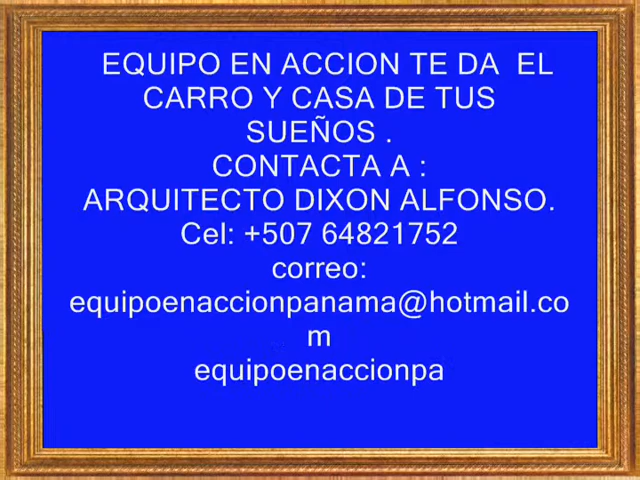 EQUIPO EN ACCION TE DA EL
CARRO Y CASA DE TUS
SUEÑOS .
CONTACTA A :
ARQUITECTO DIXON ALFONSO.
Cel: +507 64821752
correo:
equipoenaccionpanama@hotmail.co
m
equipoenaccionpa